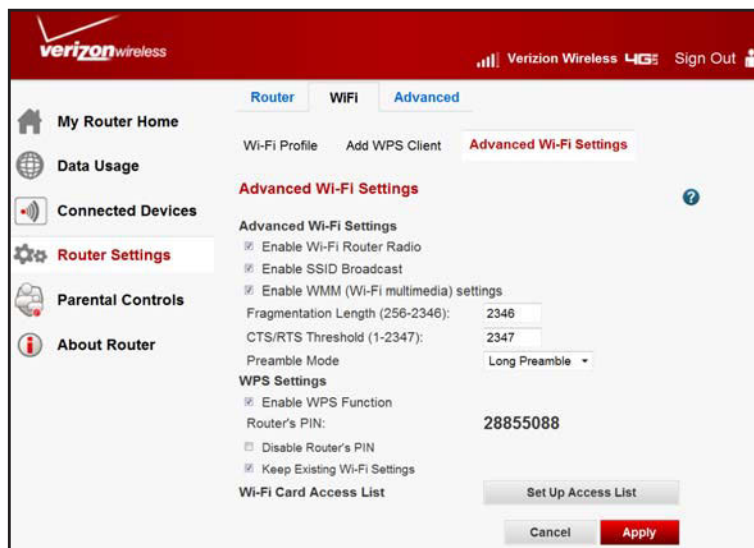 verizonwireless
Verizion Wireless 4G LTE Sign Out
Router WiFi Advanced
My Router Home
Data Usage
Connected Devices
Router Settings
Parental Controls
About Router
Wi-Fi Profile Add WPS Client Advanced Wi-Fi Settings
Advanced Wi-Fi Settings
?
Advanced Wi-Fi Settings
Enable Wi-Fi Router Radio
Enable SSID Broadcast
Enable WMM (Wi-Fi multimedia) settings
Fragmentation Length (256-2346): 2346
CTS/RTS Threshold (1-2347): 2347
Preamble Mode Long Preamble
WPS Settings
Enable WPS Function
Router's PIN: 28855088
Disable Router's PIN
Keep Existing Wi-Fi Settings
Wi-Fi Card Access List Set Up Access List
Cancel Apply